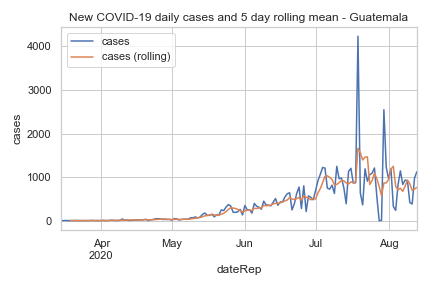 New COVID-19 daily cases and 5 day rolling mean - Guatemala
cases
cases (rolling)
4000
3000
2000
1000
0
cases
Apr
2020
May
Jun
Jul
Aug
dateRep